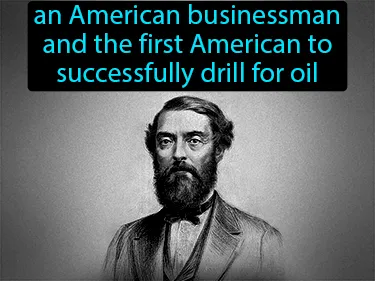 an American businessman
and the first American to
successfully drill for oil